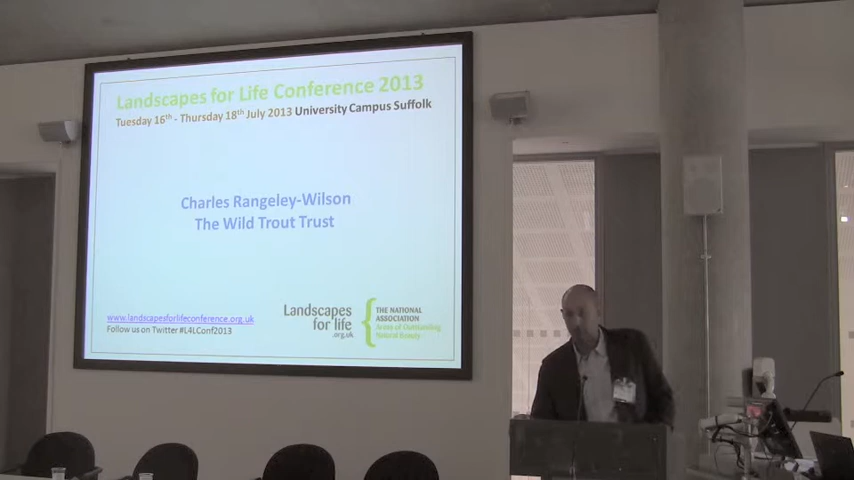 Landscapes for Life Conference 2013
Tuesday 16th - Thursday 18th July 2013 University Campus Suffolk
Charles Rangeley-Wilson
The Wild Trout Trust
www.landscapesforlifeconference.org.uk
Follow us on Twitter #L4LConf2013
Landscapes
for life
.org.uk
THE NATIONAL
ASSOCIATION
Areas of Outstanding
Natural Beauty